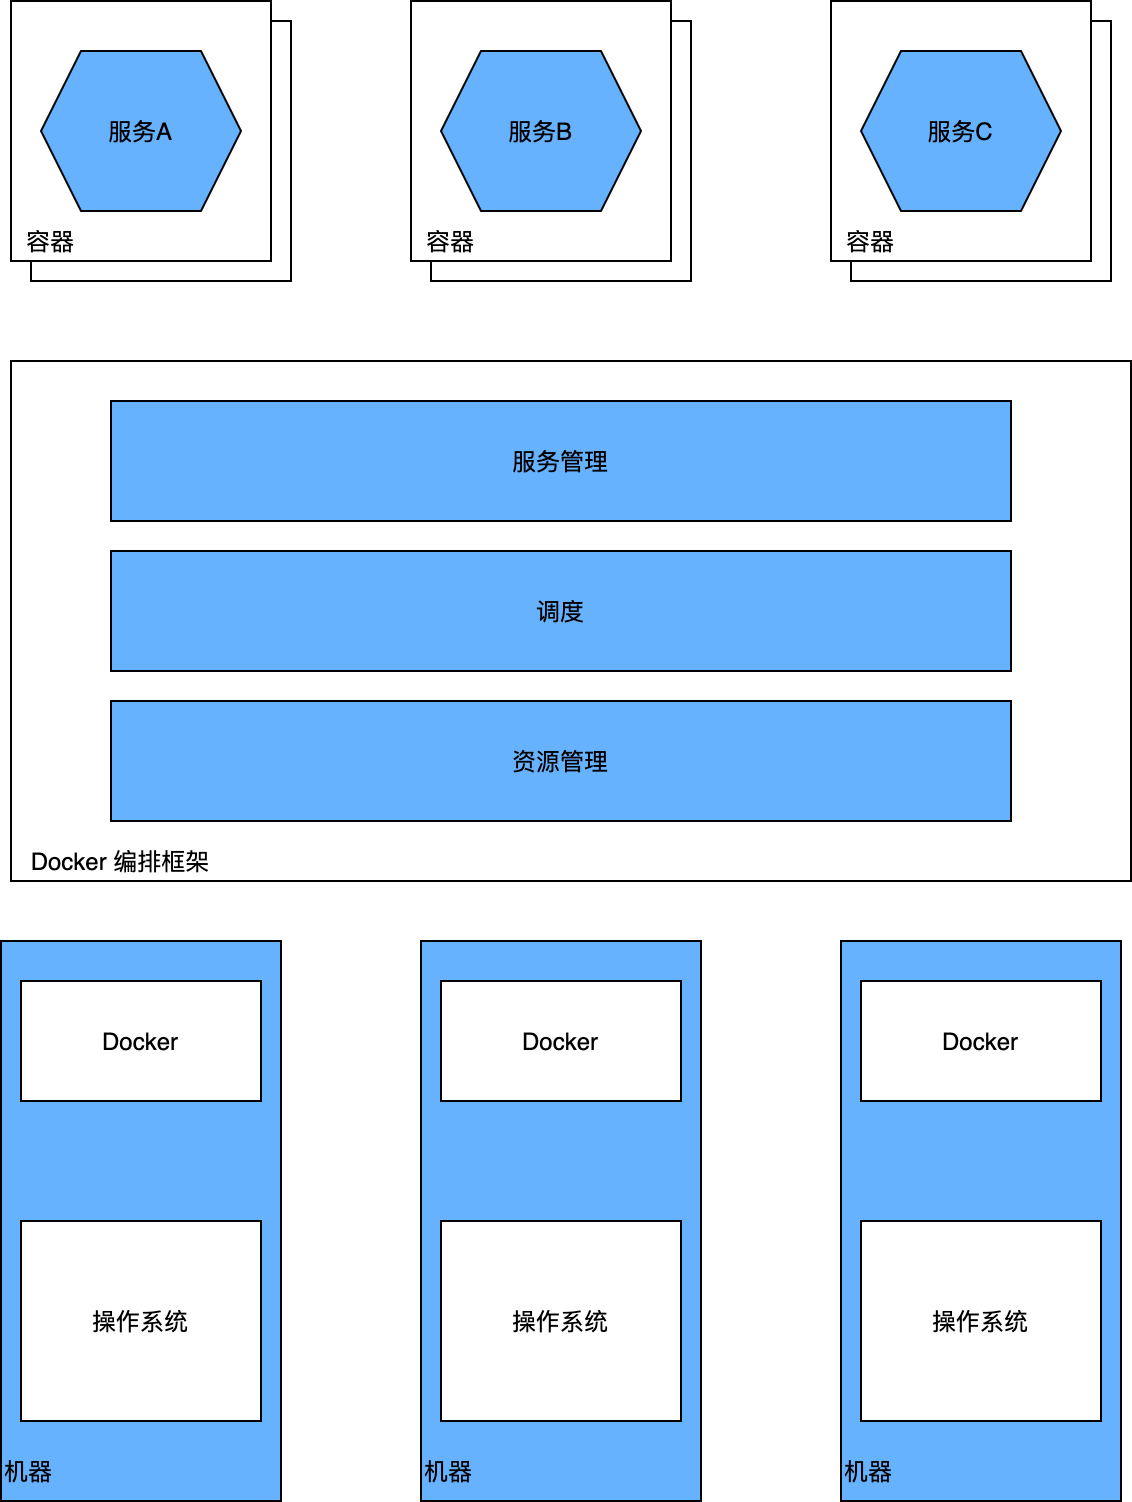 服务A
服务B
服务C
容器
容器
容器
服务管理
调度
资源管理
Docker 编排框架
Docker
Docker
Docker
操作系统
操作系统
操作系统
机器
机器
机器